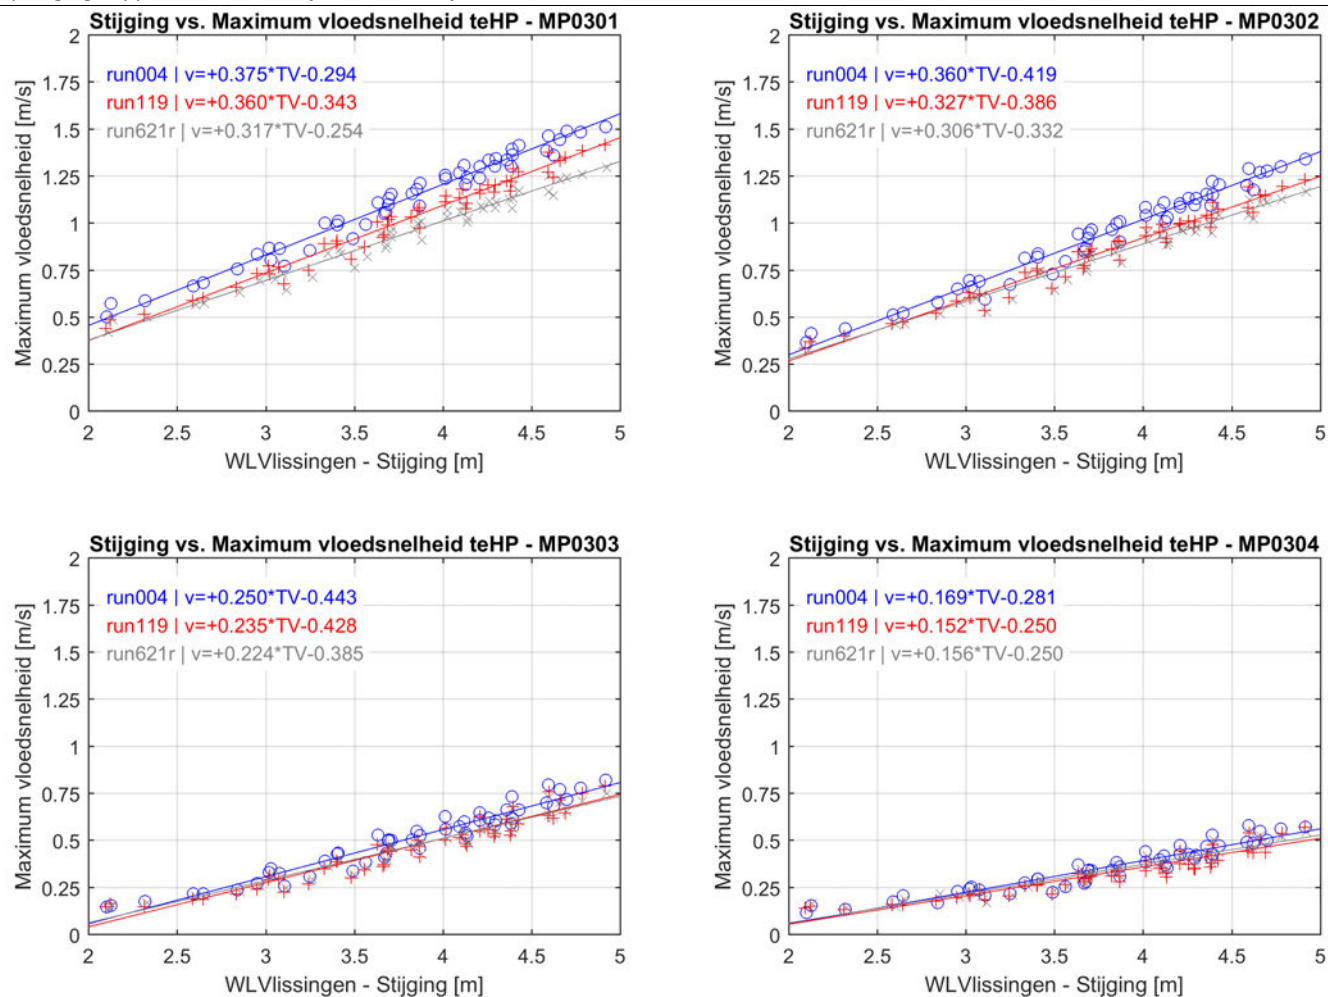 Stijging vs. Maximum vloedsnelheid teHP - MP0301
2
1.75
1.5
1.25
1
0.75
0.5
0.25
0
Maximum vloedsnelheid [m/s]
run004 | v=+0.375*TV-0.294
run119 | v=+0.360*TV-0.343
run621r | v=+0.317*TV-0.254
2 2.5 3 3.5 4 4.5 5
WLVlissingen - Stijging [m]
Stijging vs. Maximum vloedsnelheid teHP - MP0302
2
1.75
1.5
1.25
1
0.75
0.5
0.25
0
Maximum vloedsnelheid [m/s]
run004 | v=+0.360*TV-0.419
run119 | v=+0.327*TV-0.386
run621r | v=+0.306*TV-0.332
2 2.5 3 3.5 4 4.5 5
WLVlissingen - Stijging [m]
Stijging vs. Maximum vloedsnelheid teHP - MP0303
2
1.75
1.5
1.25
1
0.75
0.5
0.25
0
Maximum vloedsnelheid [m/s]
run004 | v=+0.250*TV-0.443
run119 | v=+0.235*TV-0.428
run621r | v=+0.224*TV-0.385
2 2.5 3 3.5 4 4.5 5
WLVlissingen - Stijging [m]
Stijging vs. Maximum vloedsnelheid teHP - MP0304
2
1.75
1.5
1.25
1
0.75
0.5
0.25
0
Maximum vloedsnelheid [m/s]
run004 | v=+0.169*TV-0.281
run119 | v=+0.152*TV-0.250
run621r | v=+0.156*TV-0.250
2 2.5 3 3.5 4 4.5 5
WLVlissingen - Stijging [m]